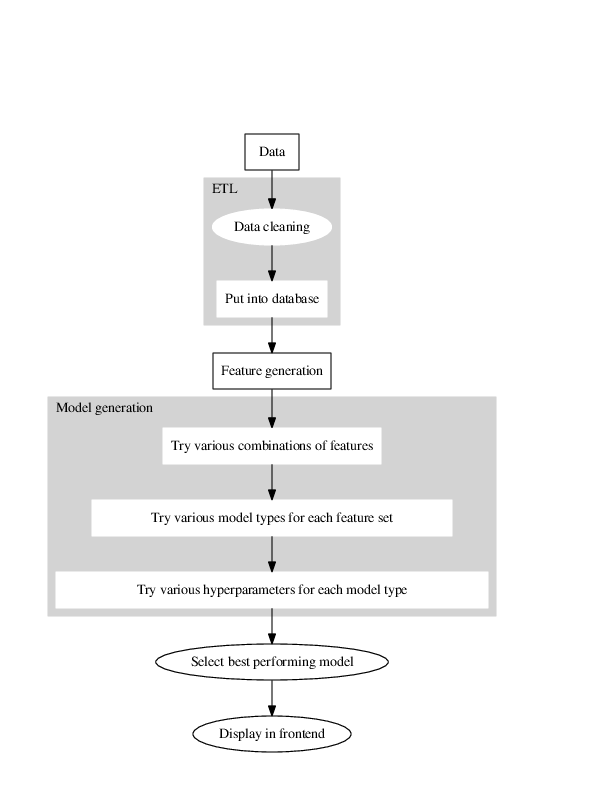 Data
ETL
Data cleaning
Put into database
Feature generation
Model generation
Try various combinations of features
Try various model types for each feature set
Try various hyperparameters for each model type
Select best performing model
Display in frontend